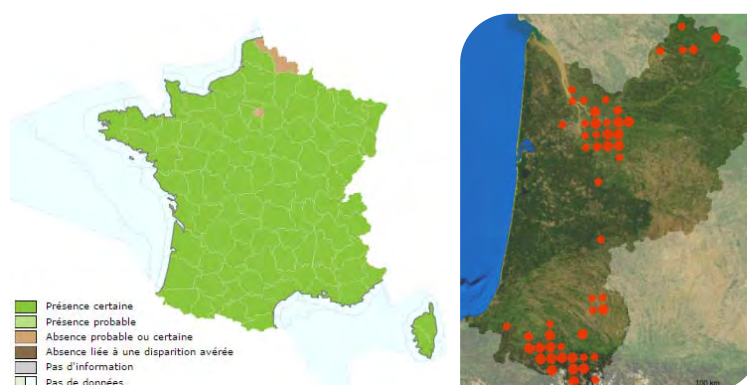 Présence certaine
Présence probable
Absence probable ou certaine
Absence liée à une disparition avérée
Pas d'information
Pas de données
100 km